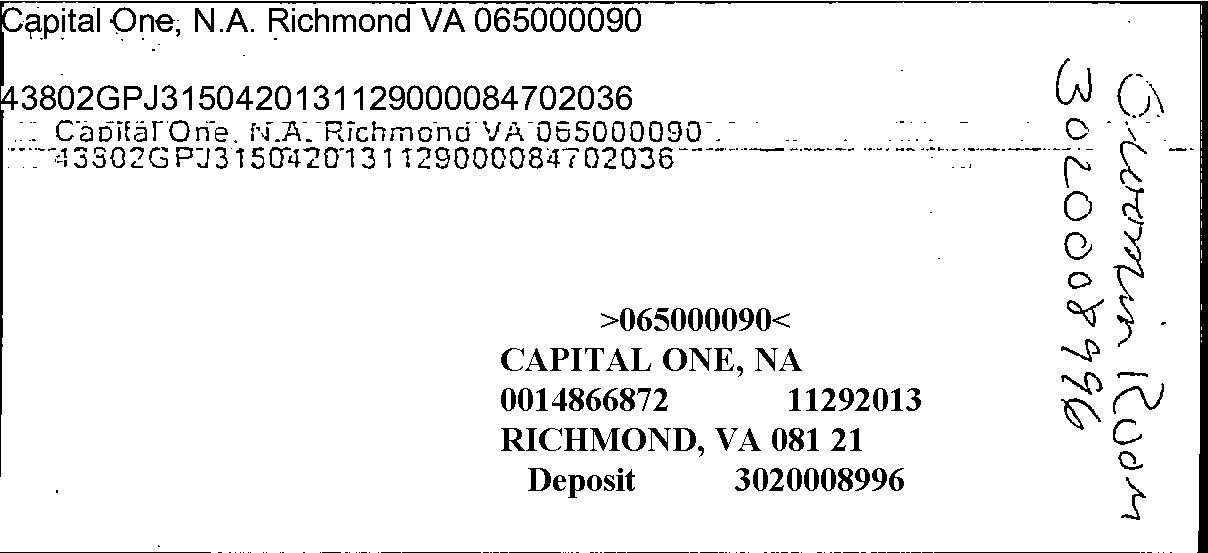 Capital One, N.A. Richmond VA 065000090
43802GPJ3150420131129000084702036
Capital One, N.A. Richmond VA 065000090
43802GPJ3150420131129000084702036
>065000090<
CAPITAL ONE, NA
0014866872 11292013
RICHMOND, VA 081 21
Deposit 3020008996
Room
3020008996